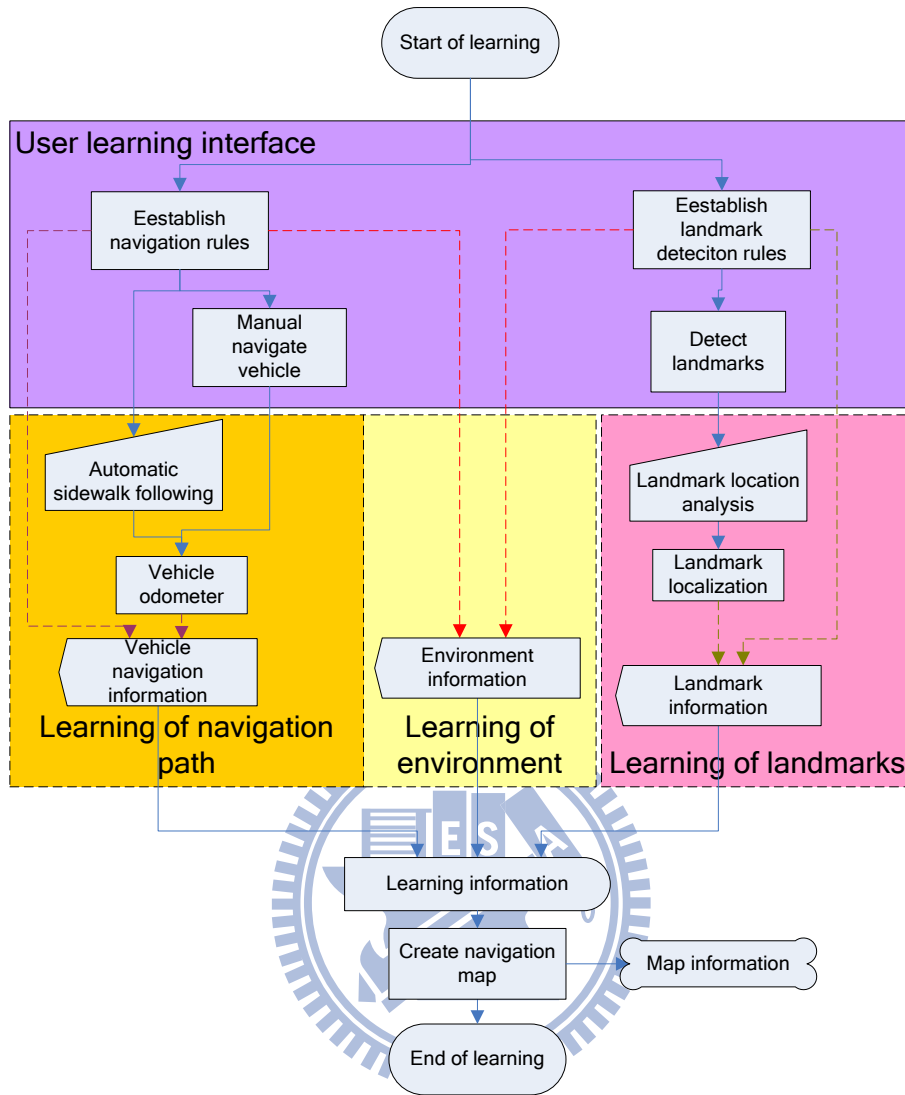 Start of learning
User learning interface
Eestablish
navigation rules
Eestablish
landmark
deteciton rules
Manual
navigate
vehicle
Detect
landmarks
Automatic
sidewalk following
Landmark location
analysis
Vehicle
odometer
Landmark
localization
Vehicle
navigation
information
Environment
information
Landmark
information
Learning of navigation
path
Learning of
environment
Learning of landmarks
E S
A
Learning information
Create navigation
map
Map information
End of learning